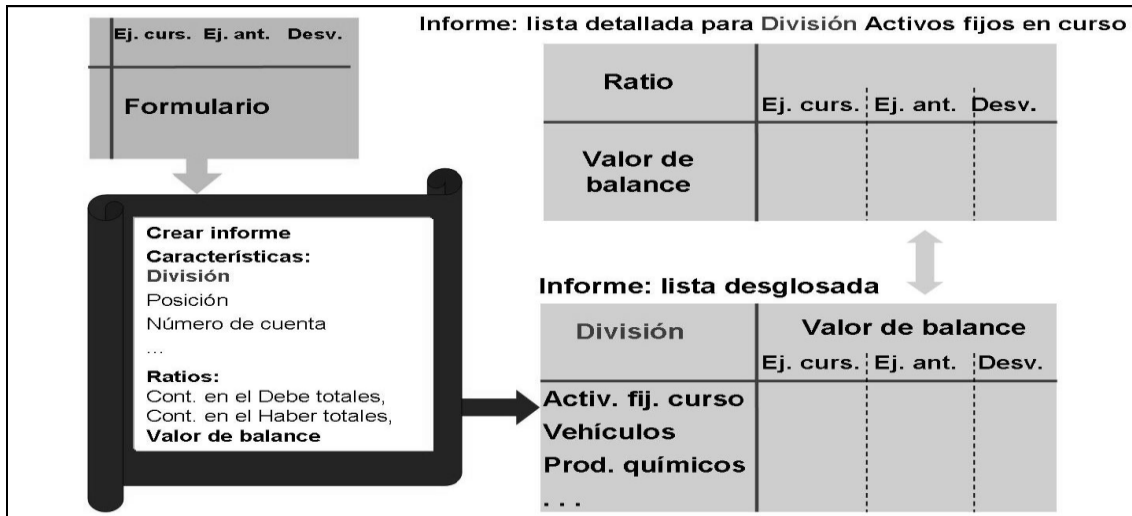 Ej. curs. Ej. ant. Desv.
Formulario
Crear informe
Características:
División
Posición
Número de cuenta
...
Ratios:
Cont. en el Debe totales,
Cont. en el Haber totales,
Valor de balance
Informe: lista detallada para División Activos fijos en curso
Ratio
Ej. curs. Ej. ant. Desv.
Valor de
balance
Informe: lista desglosada
División
Valor de balance
Ej. curs. Ej. ant. Desv.
Activ. fij. curso
Vehículos
Prod. químicos
. . .